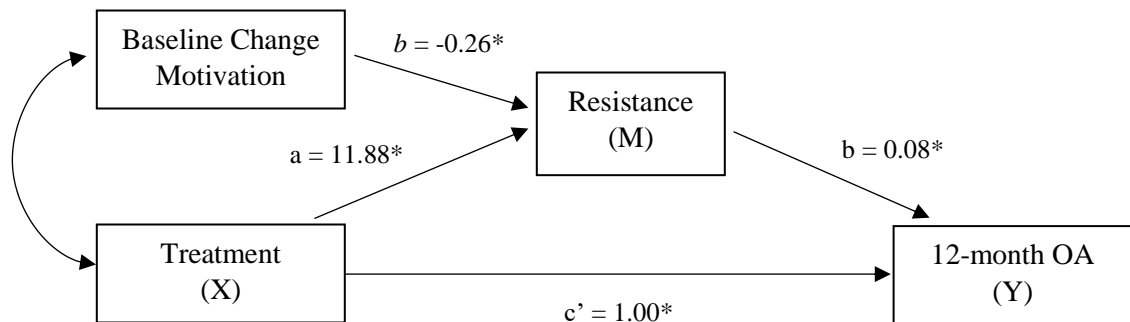 Baseline Change
Motivation
b = -0.26*
Resistance
(M)
a = 11.88*
b = 0.08*
Treatment
(X)
12-month OA
(Y)
c’ = 1.00*